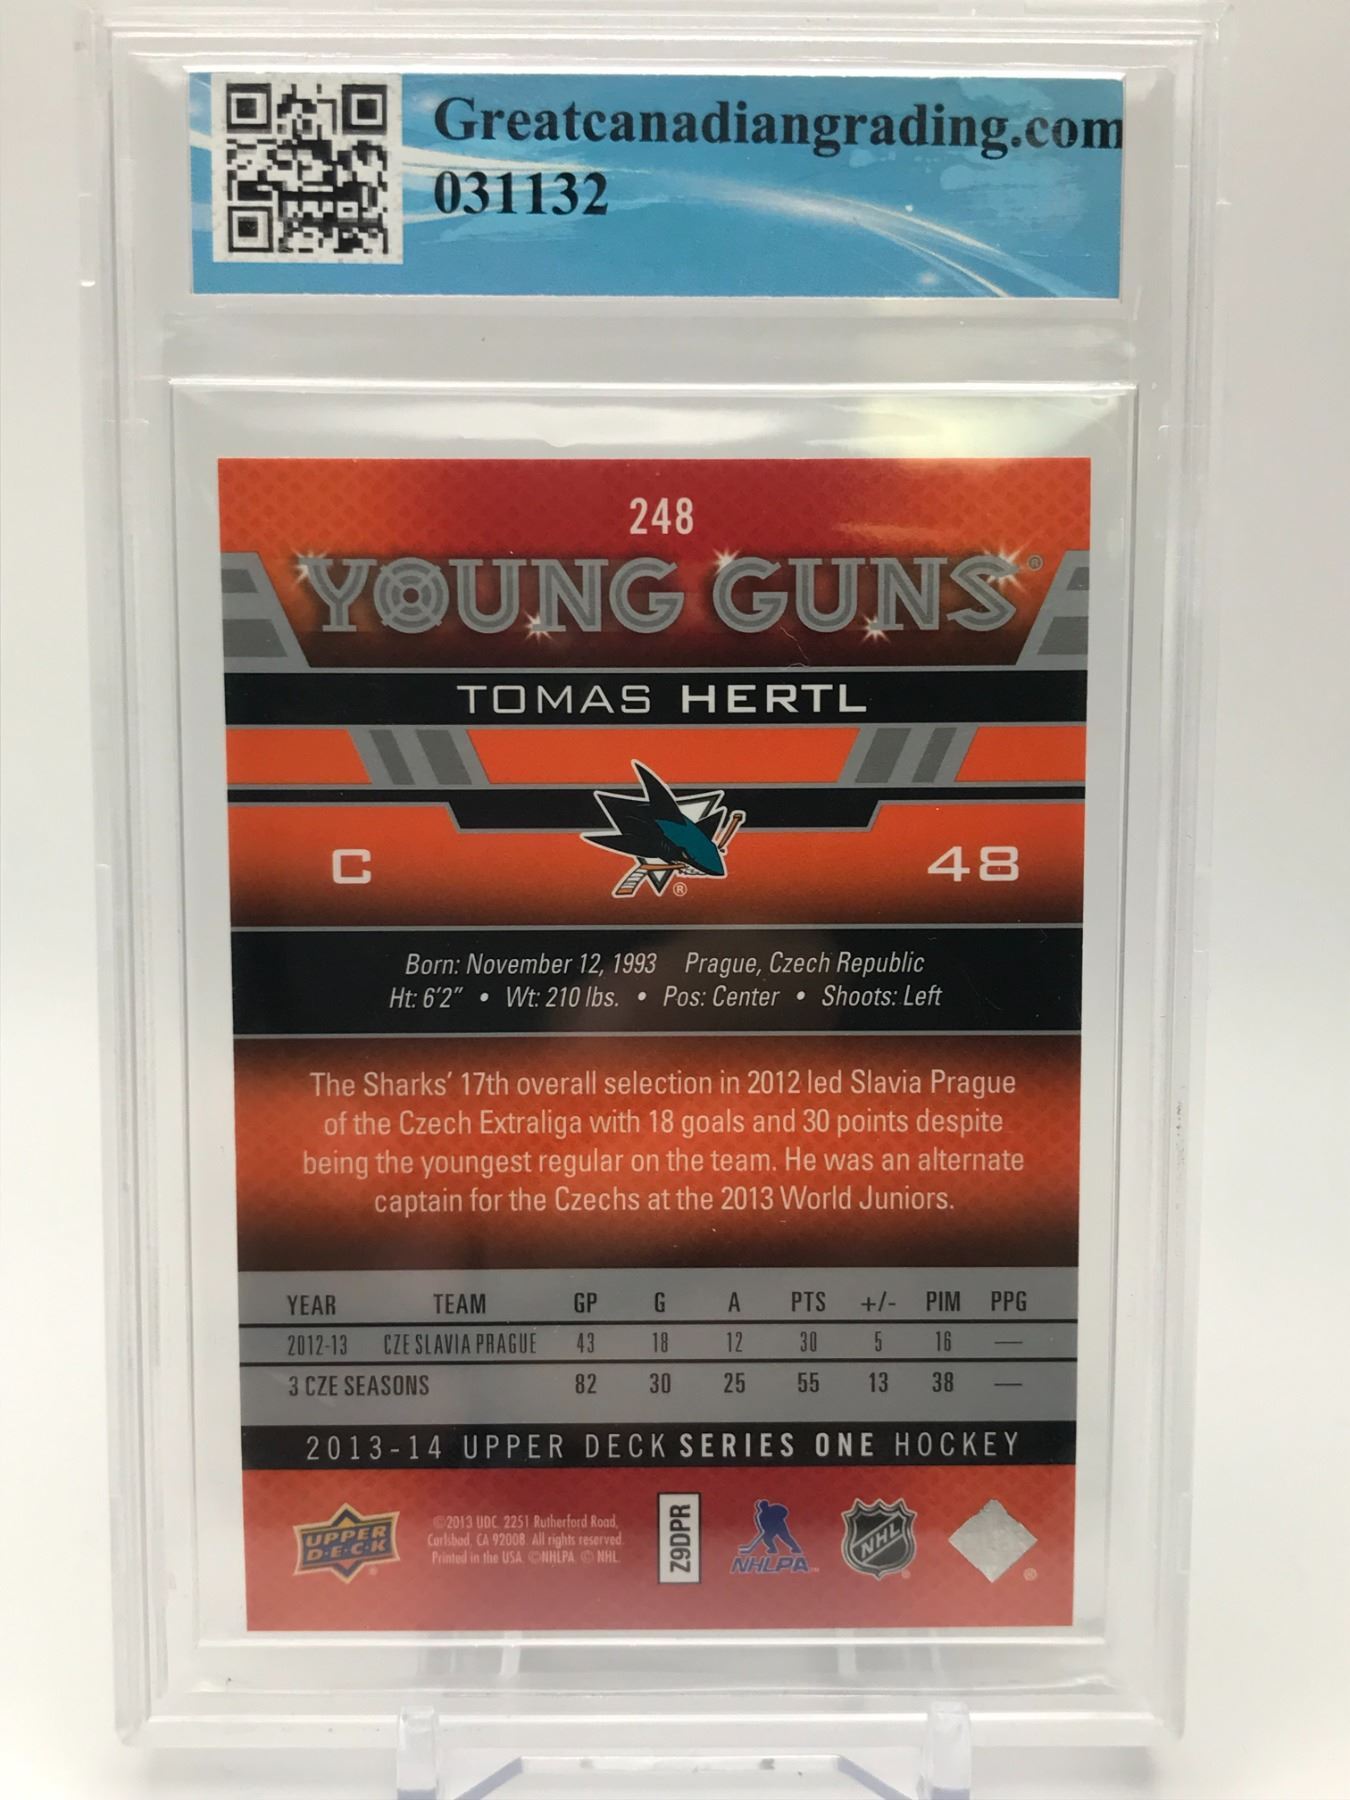 Greatcanadiangrading.com
031132
248
YOUNG GUNS®
TOMAS HERTL
C
48
®
Born: November 12, 1993 Prague, Czech Republic
Ht: 6'2" • Wt: 210 lbs. • Pos: Center • Shoots: Left
The Sharks' 17th overall selection in 2012 led Slavia Prague
of the Czech Extraliga with 18 goals and 30 points despite
being the youngest regular on the team. He was an alternate
captain for the Czechs at the 2013 World Juniors.
YEAR TEAM GP G A PTS +/- PIM PPG
2012-13 CZE SLAVIA PRAGUE 43 18 12 30 5 16 —
3 CZE SEASONS 82 30 25 55 13 38 —
2013-14 UPPER DECK SERIES ONE HOCKEY
UPPER
D·E·C·K
©2013 UDC. 2251 Rutherford Road,
Carlsbad, CA 92008. All rights reserved.
Printed in the USA. ©NHLPA. © NHL.
Z9DPR
NHLPA™
NHL
®